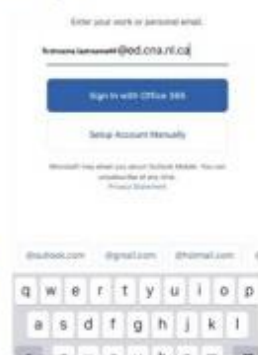 Enter your work or personal email.
firstname.lastname##@ed.cna.nl.ca
Sign In with Office 365
Setup Account Manually
Microsoft may email you about Outlook Mobile. You can
unsubscribe at any time.
Privacy Statement
@outlook.com @gmail.com @hotmail.com
q w e r t y u i o p
a s d f g h j k l